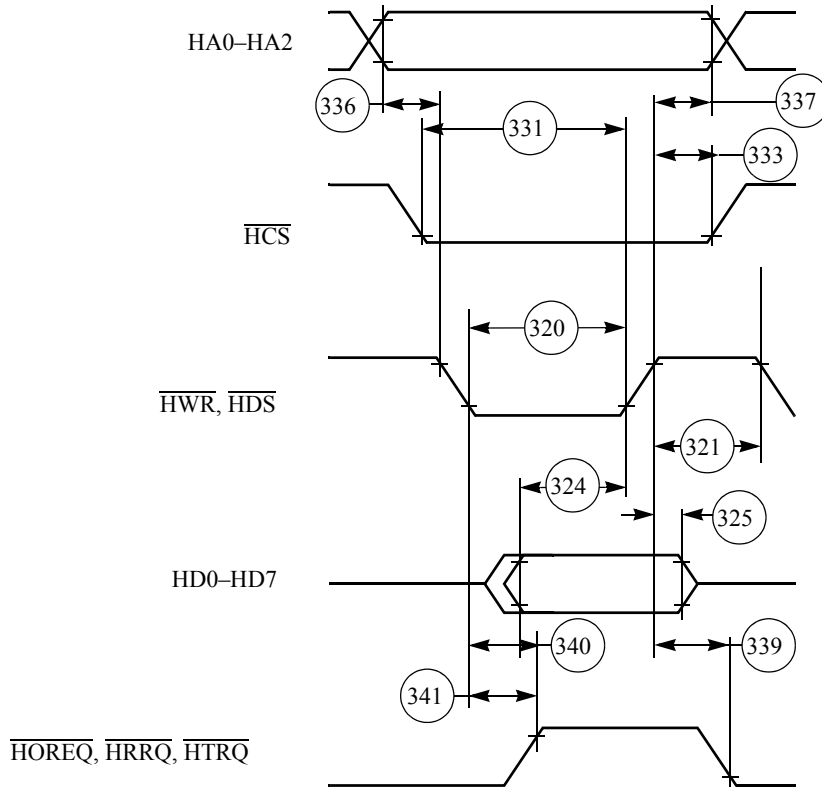 HA0–HA2
336
337
331
333
HCS
320
HWR, HDS
321
324
325
HD0–HD7
340
339
341
HOREQ, HRRQ, HTRQ